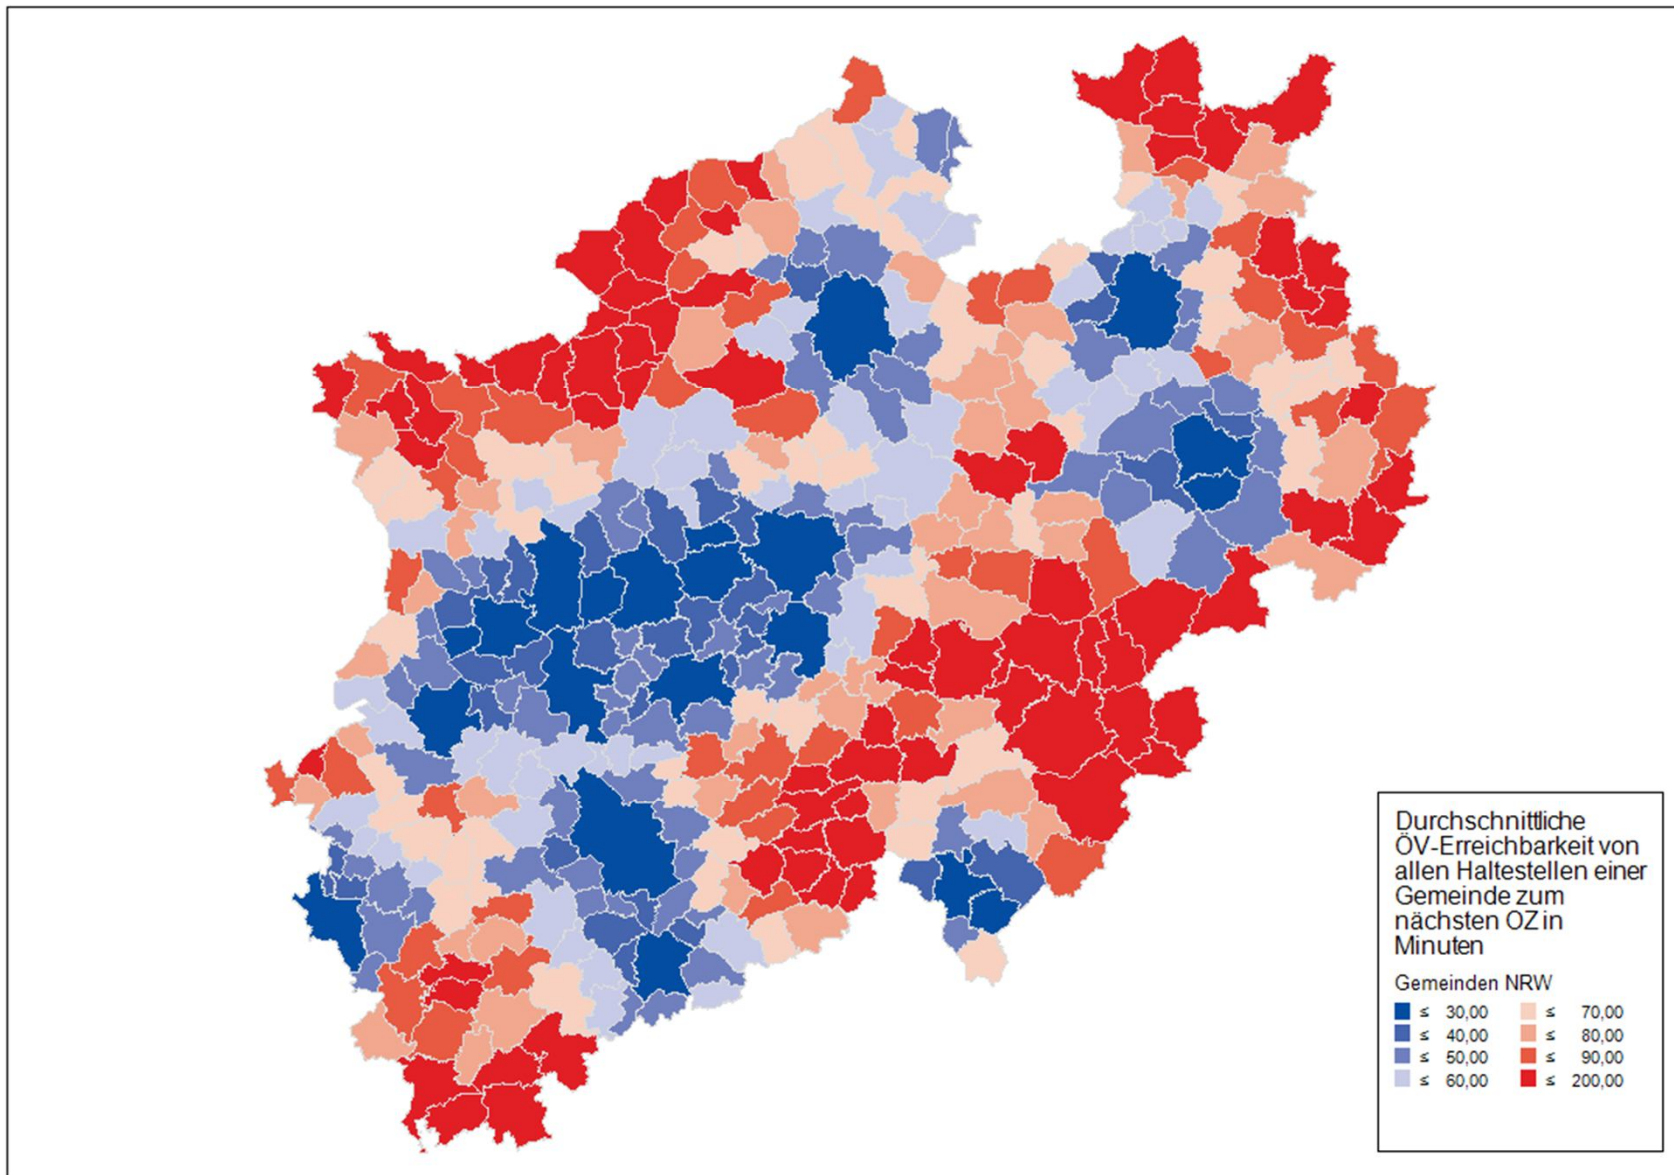 Durchschnittliche
ÖV-Erreichbarkeit von
allen Haltestellen einer
Gemeinde zum
nächsten OZ in
Minuten
Gemeinden NRW
≤ 30,00 ≤ 70,00
≤ 40,00 ≤ 80,00
≤ 50,00 ≤ 90,00
≤ 60,00 ≤ 200,00